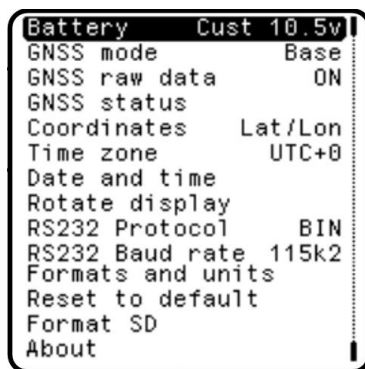 Battery Cust 10.5v
GNSS mode Base
GNSS raw data ON
GNSS status
Coordinates Lat/Lon
Time zone UTC+0
Date and time
Rotate display
RS232 Protocol BIN
RS232 Baud rate 115k2
Formats and units
Reset to default
Format SD
About